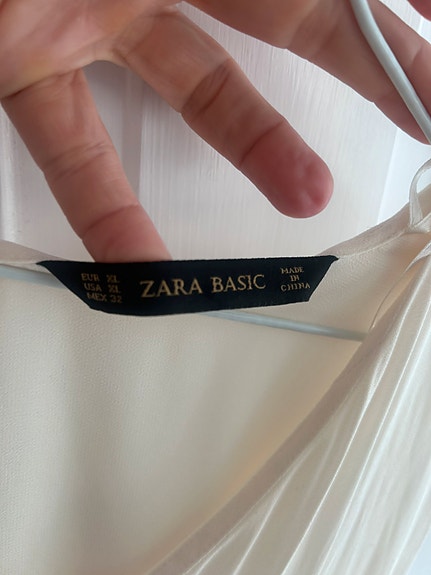 EUR XL
USA XL
MEX 32
ZARA BASIC
MADE
IN
CHINA